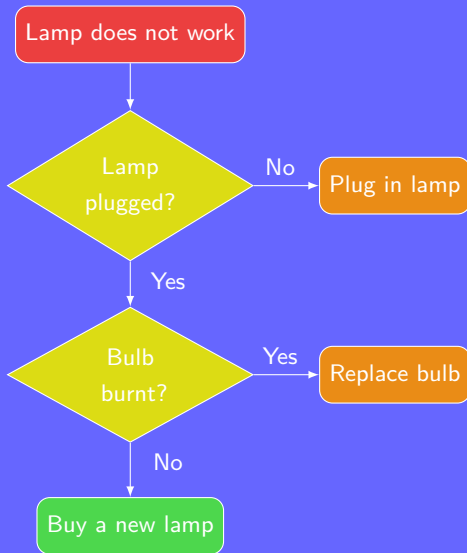 Lamp does not work
Lamp
plugged?
No
Plug in lamp
Yes
Bulb
burnt?
Yes
Replace bulb
No
Buy a new lamp